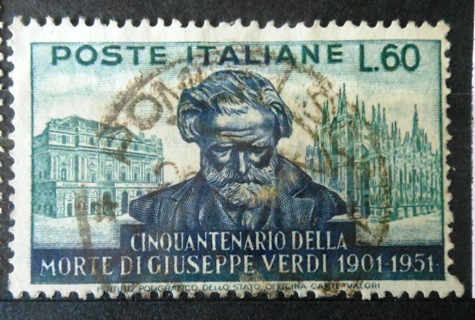 POSTE ITALIANE L.60
CINQUANTENARIO DELLA
MORTE DI GIUSEPPE VERDI 1901-1951
ISTITUTO POLIGRAFICO DELLO STATO OFFICINA CARTE-VALORI